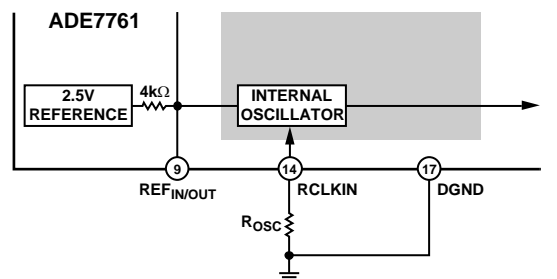 ADE7761
2.5V
REFERENCE
4kΩ
INTERNAL
OSCILLATOR
9
14
17
REFIN/OUT
RCLKIN
DGND
ROSC